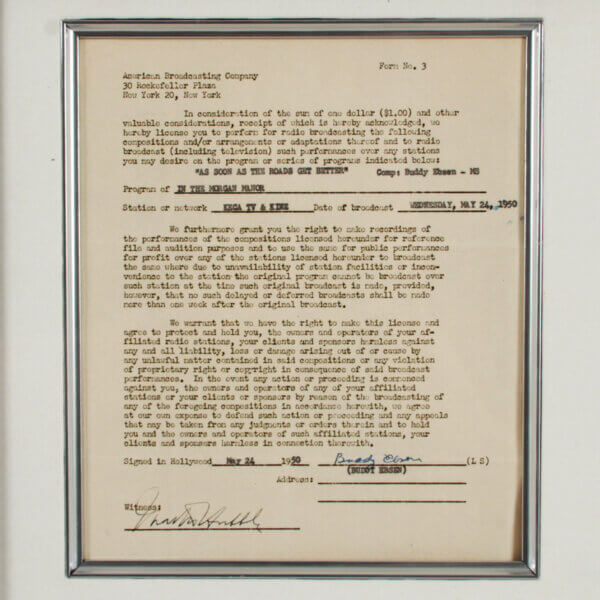 Form No. 3
American Broadcasting Company
30 Rockefeller Plaza
New York 20, New York
In consideration of the sum of one dollar ($1.00) and other
valuable considerations, receipt of which is hereby acknowledged, we
hereby license you to perform for radio broadcasting the following
compositions and/or arrangements or adaptations thereof and to radio
broadcast (including television) such performances over any stations
you may desire on the program or series of programs indicated below:
"AS SOON AS THE ROADS GET BETTER" Comp: Buddy Ebsen - MS
Program of IN THE MORGAN MANOR
Station or network KECA TV & KINE Date of broadcast WEDNESDAY, MAY 24, 1950
We furthermore grant you the right to make recordings of
the performances of the compositions licensed hereunder for reference
file and audition purposes and to use the same for public performances
for profit over any of the stations licensed hereunder to broadcast
the same where due to unavailability of station facilities or incon-
venience to the station the original program cannot be broadcast over
such station at the time such original broadcast is made, provided,
however, that no such delayed or deferred broadcasts shall be made
more than one week after the original broadcast.
We warrant that we have the right to make this license and
agree to protect and hold you, the owners and operators of your af-
filiated radio stations, your clients and sponsors harmless against
any and all liability, loss or damage arising out of or cause by
any unlawful matter contained in said compositions or any violation
of proprietary right or copyright in consequence of said broadcast
performances. In the event any action or proceeding is commenced
against you, the owners and operators of any of your affiliated
stations or your clients or sponsors by reason of the broadcasting of
any of the foregoing compositions in accordance herewith, we agree
at our own expense to defend such action or proceeding and any appeals
that may be taken from any judgments or orders therein and to hold
you and the owners and operators of such affiliated stations, your
clients and sponsors harmless in connection therewith.
Signed in Hollywood May 24 1950 Buddy Ebsen (L S)
(BUDDY EBSEN)
Address:
Witness: